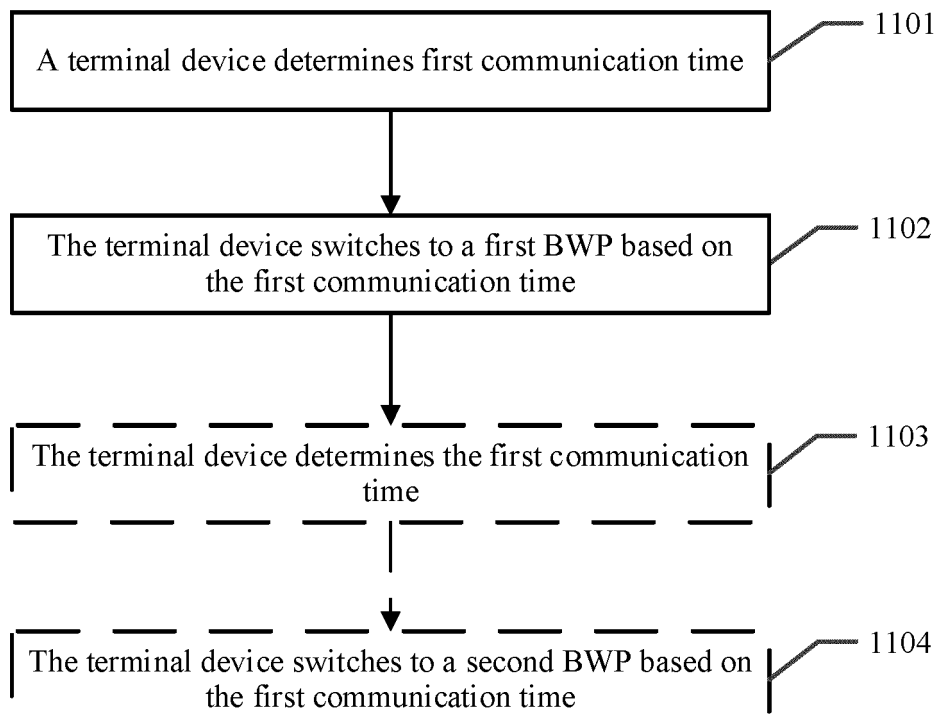 1101
A terminal device determines first communication time
1102
The terminal device switches to a first BWP based on
the first communication time
1103
The terminal device determines the first communication
time
1104
The terminal device switches to a second BWP based on
the first communication time